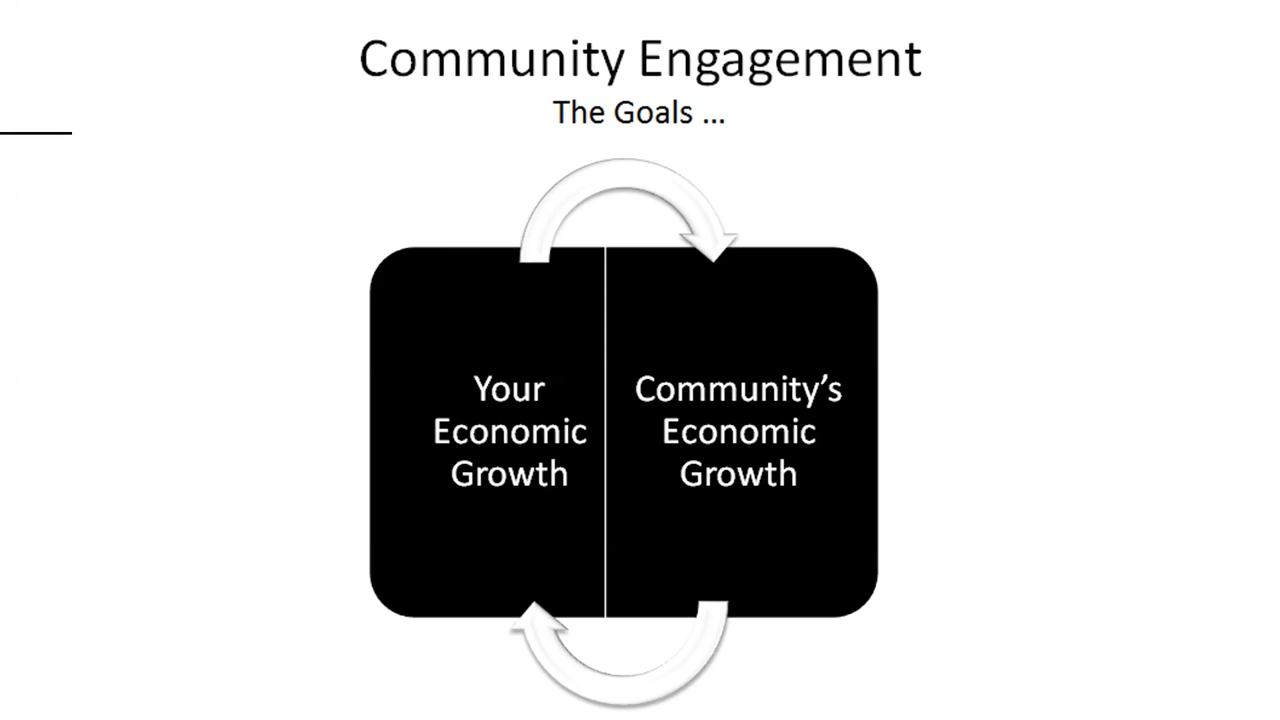 Community Engagement
The Goals ...
Your
Economic
Growth
Community’s
Economic
Growth